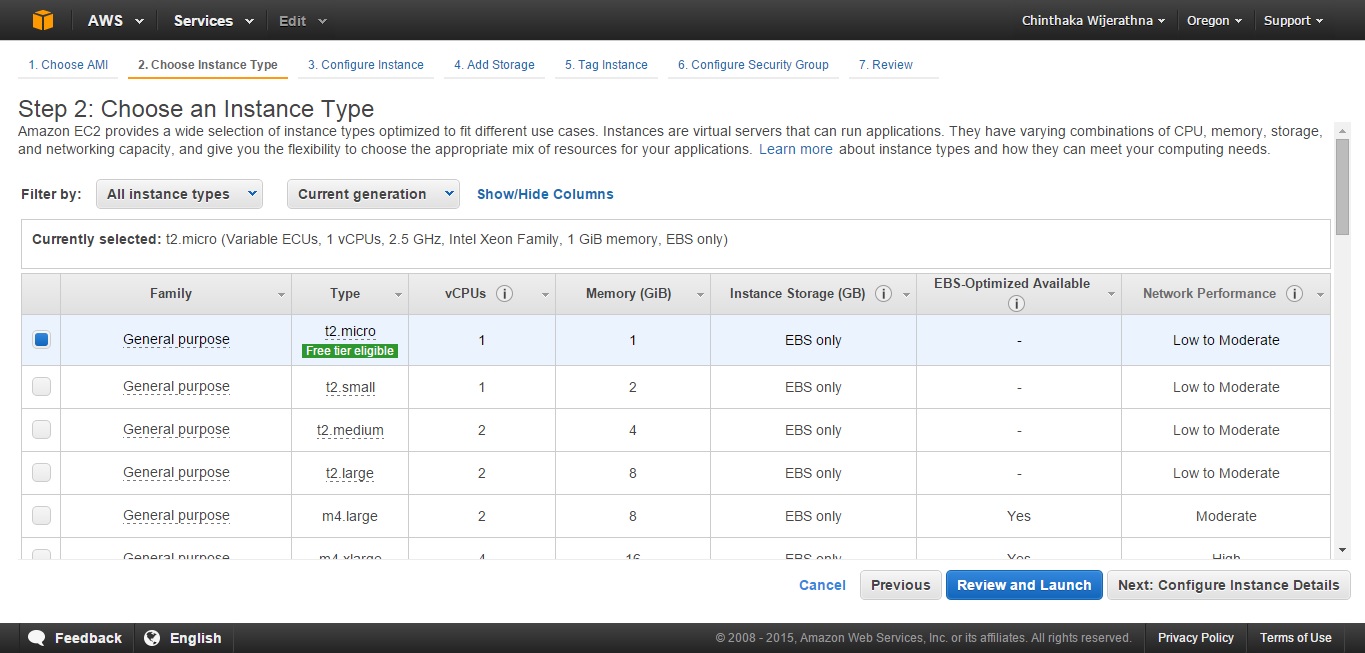 AWS Services Edit Chinthaka Wijerathna Oregon Support
1. Choose AMI 2. Choose Instance Type 3. Configure Instance 4. Add Storage 5. Tag Instance 6. Configure Security Group 7. Review
Step 2: Choose an Instance Type
Amazon EC2 provides a wide selection of instance types optimized to fit different use cases. Instances are virtual servers that can run applications. They have varying combinations of CPU, memory, storage,
and networking capacity, and give you the flexibility to choose the appropriate mix of resources for your applications. Learn more about instance types and how they can meet your computing needs.
Filter by: All instance types Current generation Show/Hide Columns
Currently selected: t2.micro (Variable ECUs, 1 vCPUs, 2.5 GHz, Intel Xeon Family, 1 GiB memory, EBS only)
Family Type vCPUs i Memory (GiB) Instance Storage (GB) i EBS-Optimized Available i Network Performance i
General purpose t2.micro 1 1 EBS only - Low to Moderate
Free tier eligible
General purpose t2.small 1 2 EBS only - Low to Moderate
General purpose t2.medium 2 4 EBS only - Low to Moderate
General purpose t2.large 2 8 EBS only - Low to Moderate
General purpose m4.large 2 8 EBS only Yes Moderate
General purpose m4.xlarge 4 16 EBS only Yes High
Cancel Previous Review and Launch Next: Configure Instance Details
Feedback English © 2008 - 2015, Amazon Web Services, Inc. or its affiliates. All rights reserved. Privacy Policy Terms of Use